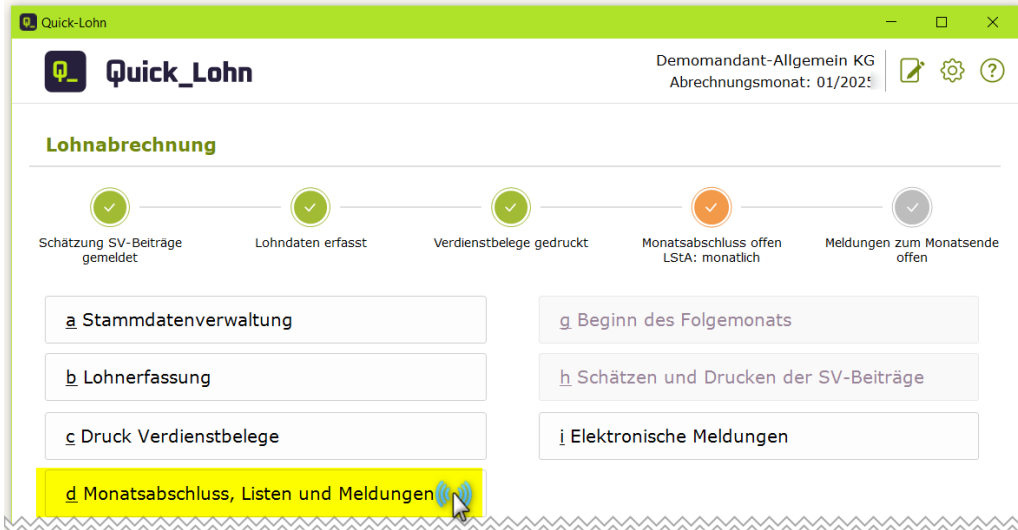 Quick-Lohn
Q_ Quick_Lohn
Demomandant-Allgemein KG
Abrechnungsmonat: 01/2025
Lohnabrechnung
Schätzung SV-Beiträge
gemeldet
Lohndaten erfasst
Verdienstbelege gedruckt
Monatsabschluss offen
LStA: monatlich
Meldungen zum Monatsende
offen
a Stammdatenverwaltung
b Lohnerfassung
c Druck Verdienstbelege
d Monatsabschluss, Listen und Meldungen
g Beginn des Folgemonats
h Schätzen und Drucken der SV-Beiträge
i Elektronische Meldungen